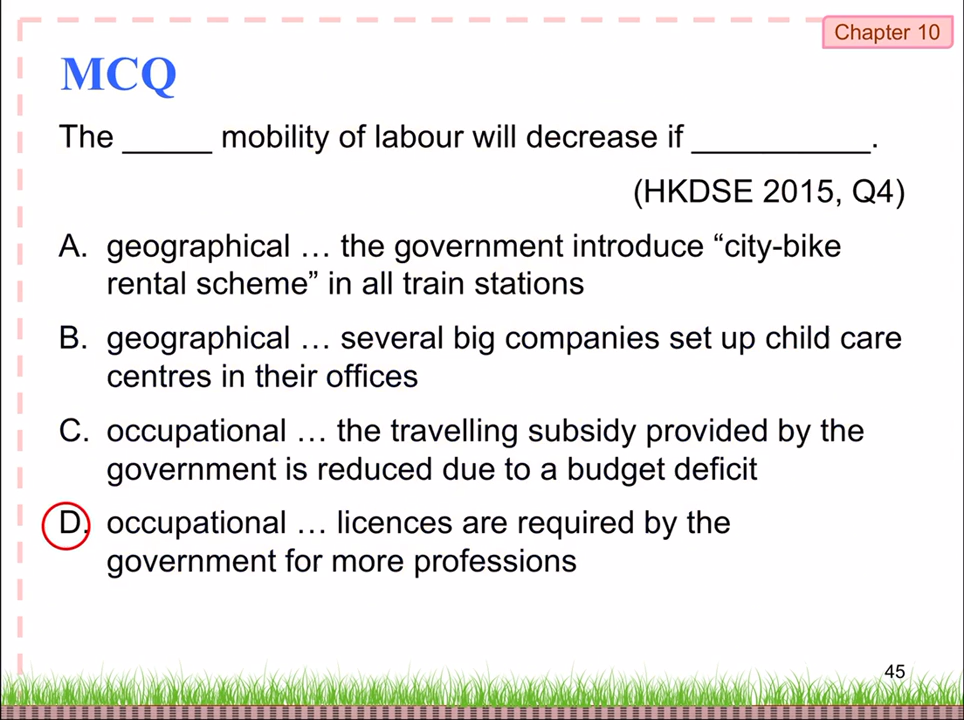 Chapter 10
MCQ
The _____ mobility of labour will decrease if __________.
(HKDSE 2015, Q4)
A. geographical … the government introduce “city-bike
rental scheme” in all train stations
B. geographical … several big companies set up child care
centres in their offices
C. occupational … the travelling subsidy provided by the
government is reduced due to a budget deficit
D. occupational … licences are required by the
government for more professions
45